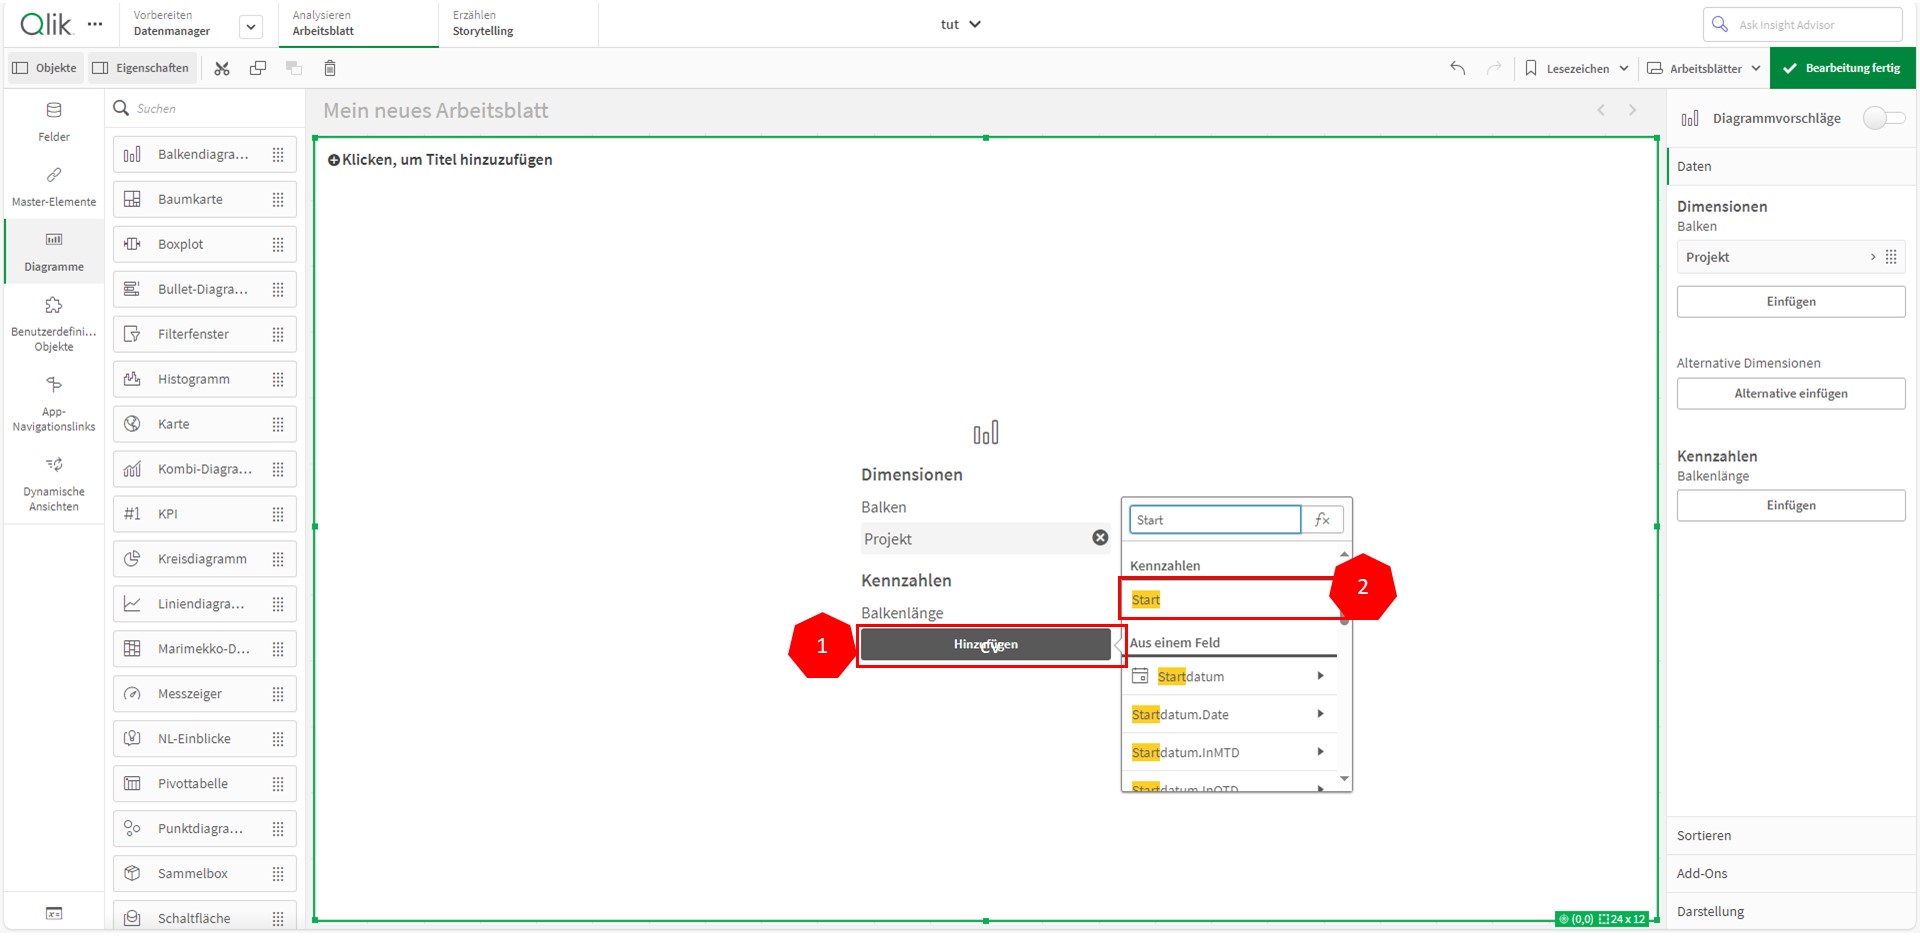 Qlik
Vorbereiten
Datenmanager
Analysieren
Arbeitsblatt
Erzählen
Storytelling
tut
Ask Insight Advisor
Objekte
Eigenschaften
Lesezeichen
Arbeitsblätter
Bearbeitung fertig
Felder
Master-Elemente
Diagramme
Benutzerdefini...
Objekte
App-
Navigationslinks
Dynamische
Ansichten
Suchen
Balkendiagra...
Baumkarte
Boxplot
Bullet-Diagra...
Filterfenster
Histogramm
Karte
Kombi-Diagra...
#1 KPI
Kreisdiagramm
Liniendiagra...
Marimekko-D...
Messzeiger
NL-Einblicke
Pivottabelle
Punktdiagra...
Sammelbox
Schaltfläche
Mein neues Arbeitsblatt
Klicken, um Titel hinzuzufügen
Dimensionen
Balken
Projekt
Kennzahlen
Balkenlänge
1
Hinzufügen
cv
Start
fx
Kennzahlen
Start
2
Aus einem Feld
Startdatum
Startdatum.Date
Startdatum.InMTD
Startdatum.InQTD
(0,0) 24 x 12
Diagrammvorschläge
Daten
Dimensionen
Balken
Projekt
Einfügen
Alternative Dimensionen
Alternative einfügen
Kennzahlen
Balkenlänge
Einfügen
Sortieren
Add-Ons
Darstellung